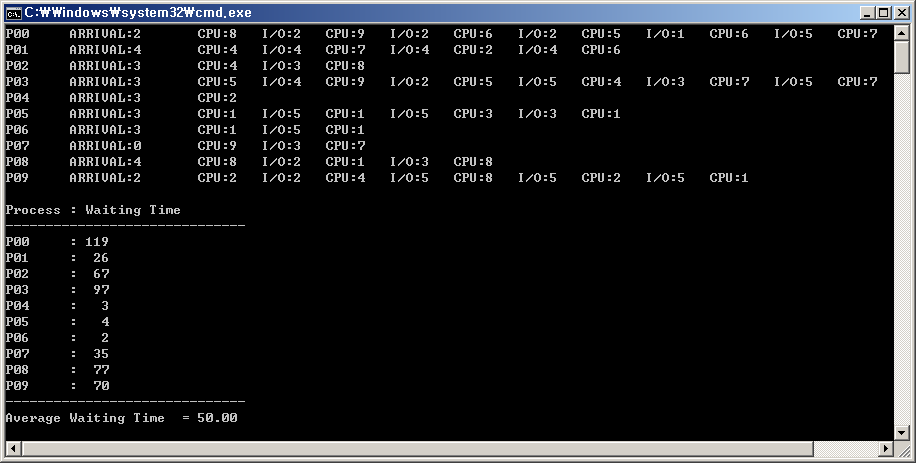 C:₩Windows₩system32₩cmd.exe
P00 ARRIVAL:2 CPU:8 I/O:2 CPU:9 I/O:2 CPU:6 I/O:2 CPU:5 I/O:1 CPU:6 I/O:5 CPU:7
P01 ARRIVAL:4 CPU:4 I/O:4 CPU:7 I/O:4 CPU:2 I/O:4 CPU:6
P02 ARRIVAL:3 CPU:4 I/O:3 CPU:8
P03 ARRIVAL:3 CPU:5 I/O:4 CPU:9 I/O:2 CPU:5 I/O:5 CPU:4 I/O:3 CPU:7 I/O:5 CPU:7
P04 ARRIVAL:3 CPU:2
P05 ARRIVAL:3 CPU:1 I/O:5 CPU:1 I/O:5 CPU:3 I/O:3 CPU:1
P06 ARRIVAL:3 CPU:1 I/O:5 CPU:1
P07 ARRIVAL:0 CPU:9 I/O:3 CPU:7
P08 ARRIVAL:4 CPU:8 I/O:2 CPU:1 I/O:3 CPU:8
P09 ARRIVAL:2 CPU:2 I/O:2 CPU:4 I/O:5 CPU:8 I/O:5 CPU:2 I/O:5 CPU:1
Process : Waiting Time
------------------------------
P00 : 119
P01 : 26
P02 : 67
P03 : 97
P04 : 3
P05 : 4
P06 : 2
P07 : 35
P08 : 77
P09 : 70
------------------------------
Average Waiting Time = 50.00